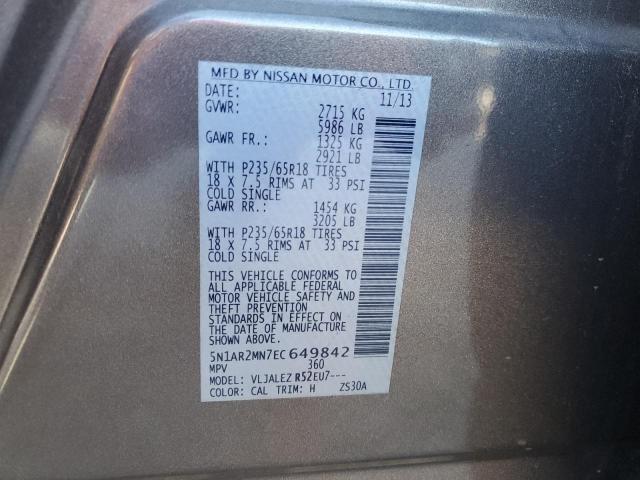 MFD BY NISSAN MOTOR CO., LTD.
DATE: 11/13
GVWR: 2715 KG
5986 LB
GAWR FR.: 1325 KG
2921 LB
WITH P235/65R18 TIRES
18 X 7.5 RIMS AT 33 PSI
COLD SINGLE
GAWR RR.: 1454 KG
3205 LB
WITH P235/65R18 TIRES
18 X 7.5 RIMS AT 33 PSI
COLD SINGLE
THIS VEHICLE CONFORMS TO
ALL APPLICABLE FEDERAL
MOTOR VEHICLE SAFETY AND
THEFT PREVENTION
STANDARDS IN EFFECT ON
THE DATE OF MANUFACTURE
SHOWN ABOVE.
5N1AR2MN7EC649842
MPV 360
MODEL: VLJALEZ R52EU7---
COLOR: CAL TRIM: H ZS30A